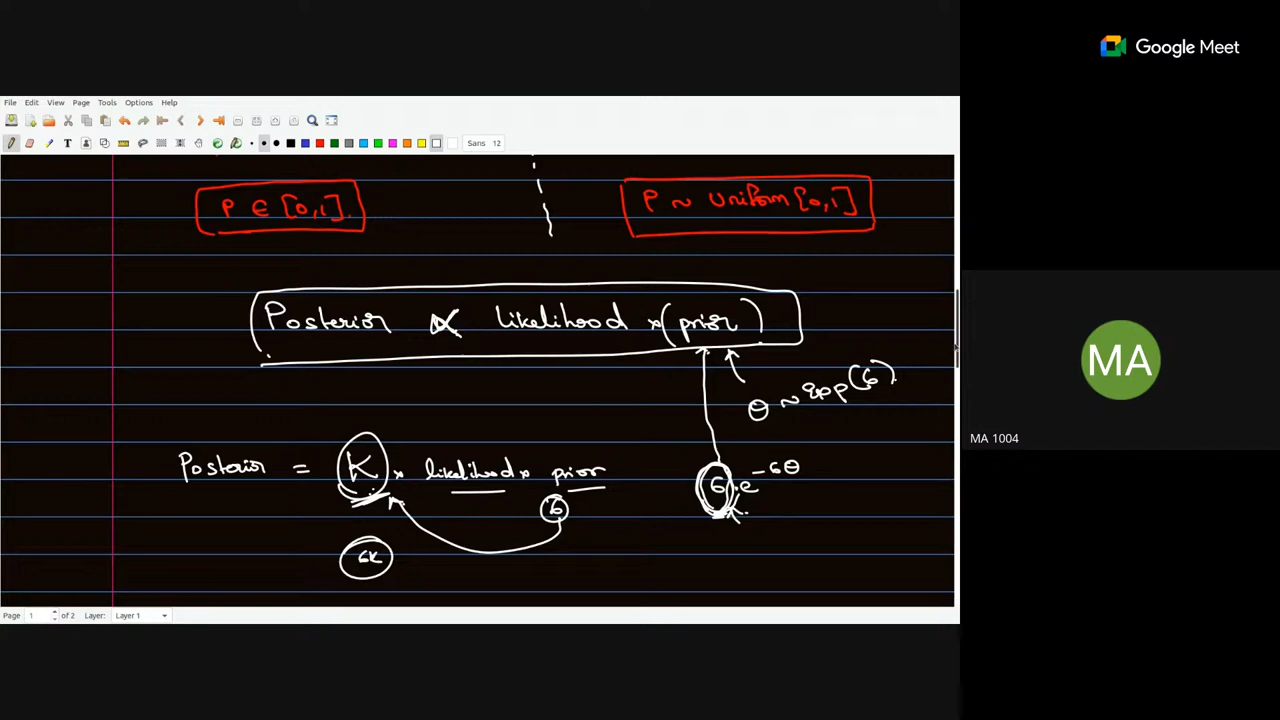 Google Meet
File Edit View Page Tools Options Help
T Sans 12
P ∈ [0,1].
P ~ Uniform [0,1]
Posterior ∝ likelihood × (prior)
θ ~ Exp(6).
Posterior = K × likelihood × prior
6·e^{-6θ}
6
6K
MA
MA 1004
Page 1 of 2 Layer: Layer 1